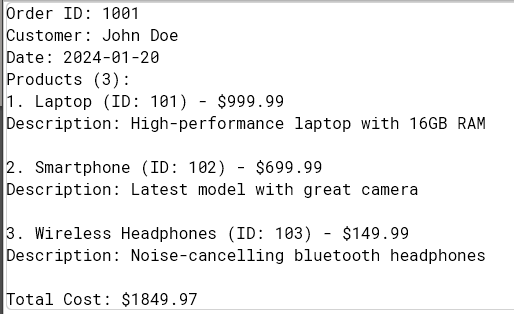 Order ID: 1001
Customer: John Doe
Date: 2024-01-20
Products (3):
1. Laptop (ID: 101) - $999.99
Description: High-performance laptop with 16GB RAM
2. Smartphone (ID: 102) - $699.99
Description: Latest model with great camera
3. Wireless Headphones (ID: 103) - $149.99
Description: Noise-cancelling bluetooth headphones
Total Cost: $1849.97